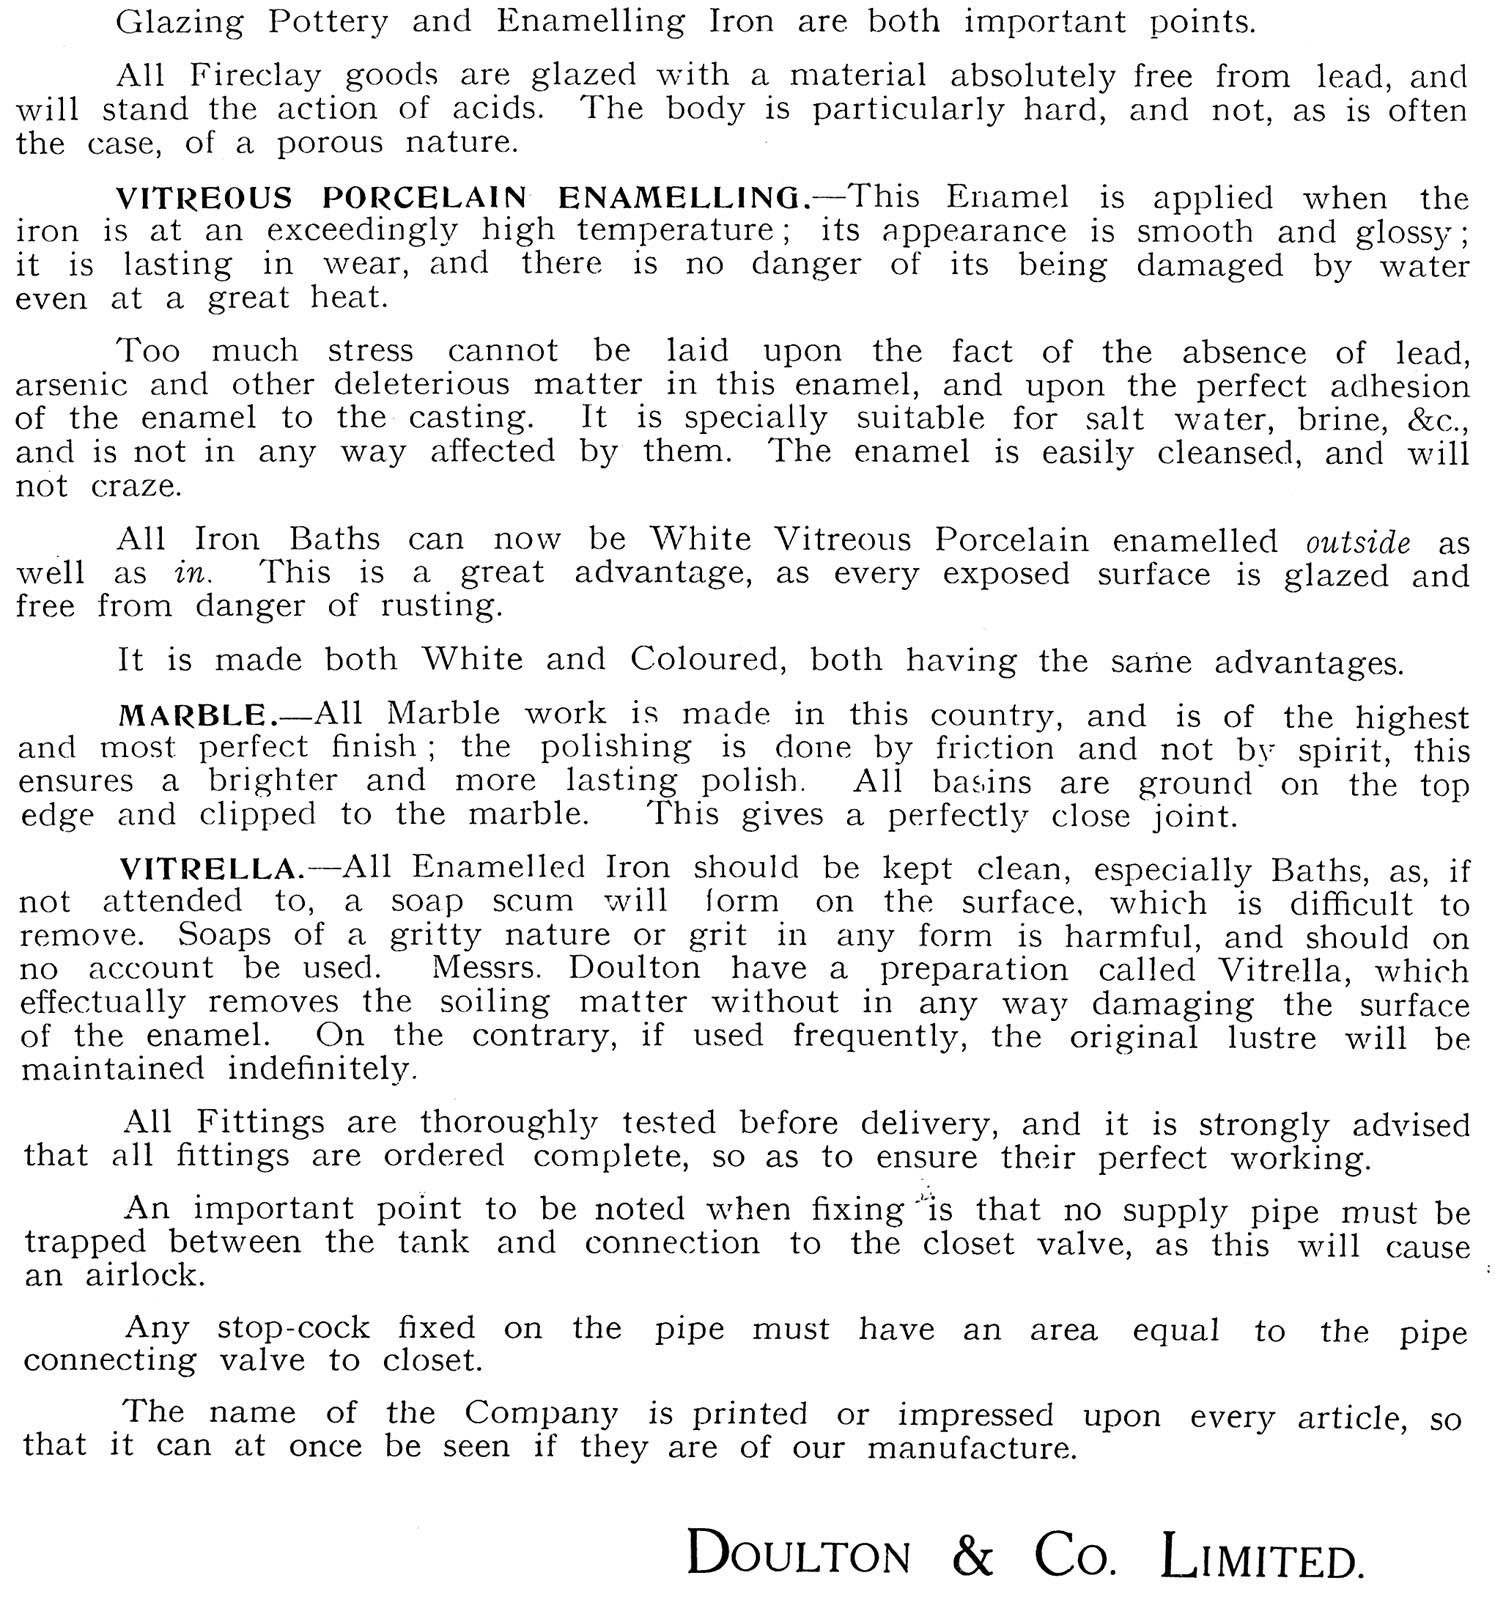 Glazing Pottery and Enamelling Iron are both important points.
All Fireclay goods are glazed with a material absolutely free from lead, and
will stand the action of acids. The body is particularly hard, and not, as is often
the case, of a porous nature.
VITREOUS PORCELAIN ENAMELLING.—This Enamel is applied when the
iron is at an exceedingly high temperature; its appearance is smooth and glossy;
it is lasting in wear, and there is no danger of its being damaged by water
even at a great heat.
Too much stress cannot be laid upon the fact of the absence of lead,
arsenic and other deleterious matter in this enamel, and upon the perfect adhesion
of the enamel to the casting. It is specially suitable for salt water, brine, &c.,
and is not in any way affected by them. The enamel is easily cleansed, and will
not craze.
All Iron Baths can now be White Vitreous Porcelain enamelled outside as
well as in. This is a great advantage, as every exposed surface is glazed and
free from danger of rusting.
It is made both White and Coloured, both having the same advantages.
MARBLE.—All Marble work is made in this country, and is of the highest
and most perfect finish; the polishing is done by friction and not by spirit, this
ensures a brighter and more lasting polish. All basins are ground on the top
edge and clipped to the marble. This gives a perfectly close joint.
VITRELLA.—All Enamelled Iron should be kept clean, especially Baths, as, if
not attended to, a soap scum will form on the surface, which is difficult to
remove. Soaps of a gritty nature or grit in any form is harmful, and should on
no account be used. Messrs. Doulton have a preparation called Vitrella, which
effectually removes the soiling matter without in any way damaging the surface
of the enamel. On the contrary, if used frequently, the original lustre will be
maintained indefinitely.
All Fittings are thoroughly tested before delivery, and it is strongly advised
that all fittings are ordered complete, so as to ensure their perfect working.
An important point to be noted when fixing is that no supply pipe must be
trapped between the tank and connection to the closet valve, as this will cause
an airlock.
Any stop-cock fixed on the pipe must have an area equal to the pipe
connecting valve to closet.
The name of the Company is printed or impressed upon every article, so
that it can at once be seen if they are of our manufacture.
DOULTON & CO. LIMITED.